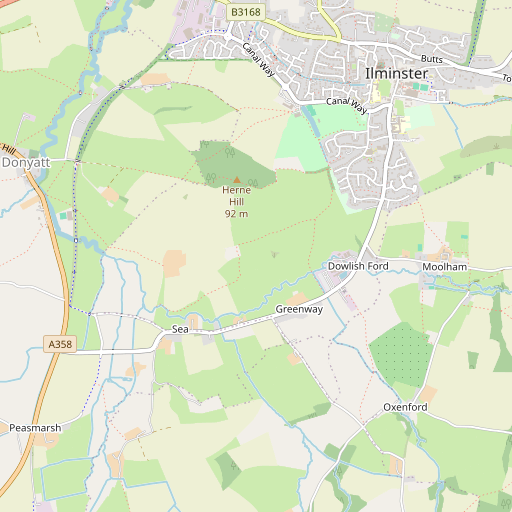 B3168
Butts
To
Canal Way
Ilminster
Canal Way
Hill
Donyatt
Herne
Hill
92 m
Dowlish Ford
Moolham
Greenway
Sea
A358
Oxenford
Peasmarsh